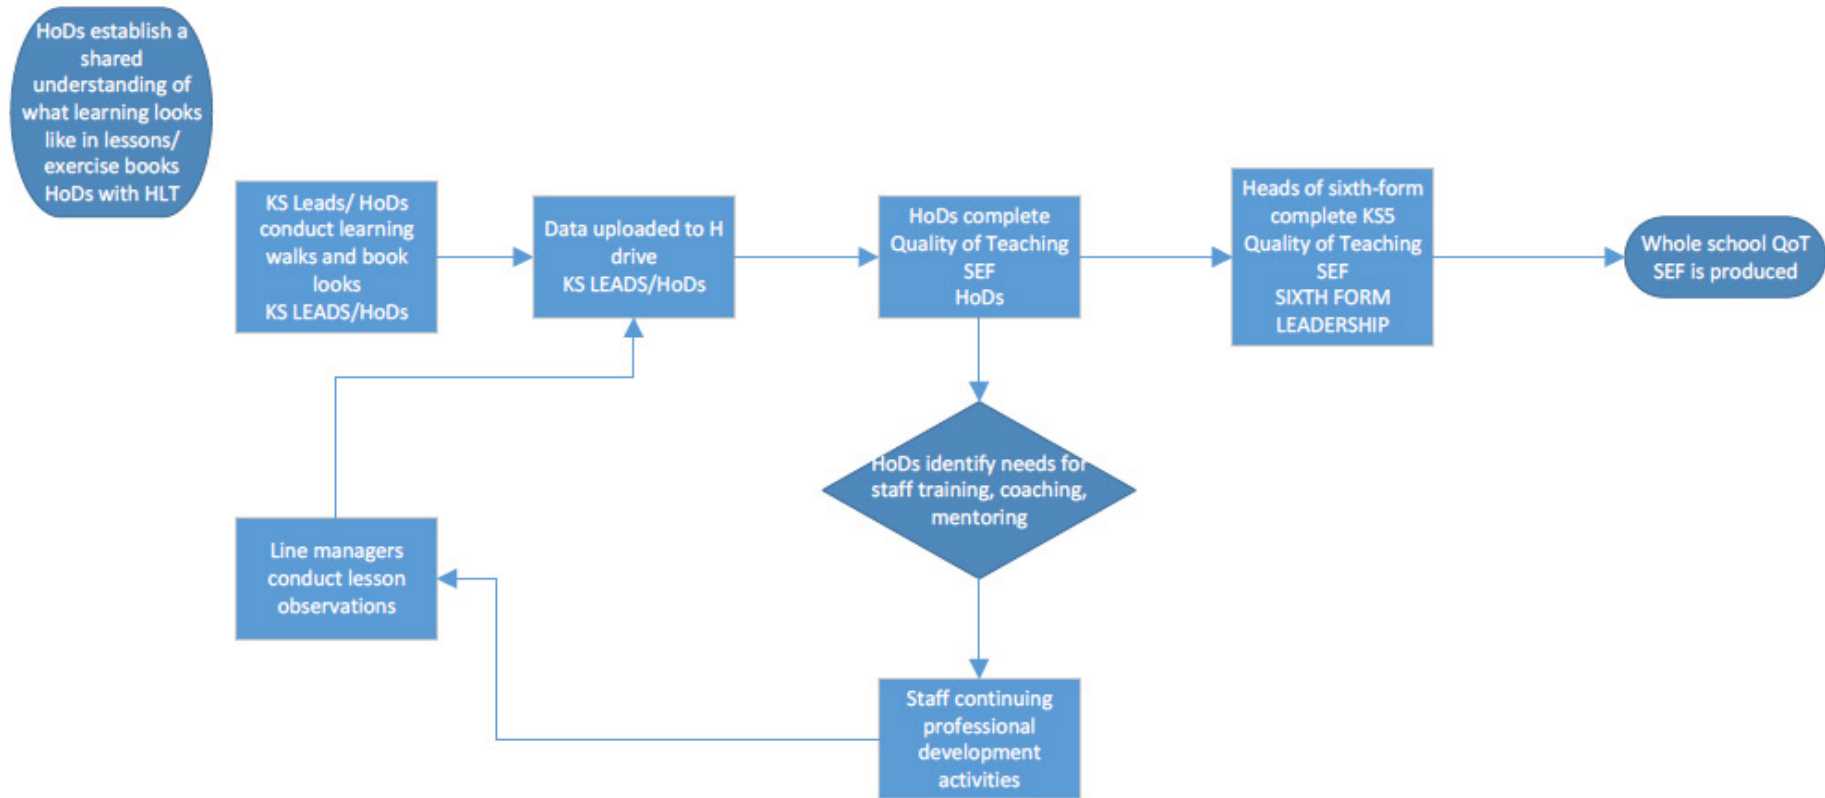 HoDs establish a
shared
understanding of
what learning looks
like in lessons/
exercise books
HoDs with HLT
KS Leads/ HoDs
conduct learning
walks and book
looks
KS LEADS/HoDs
Data uploaded to H
drive
KS LEADS/HoDs
HoDs complete
Quality of Teaching
SEF
HoDs
Heads of sixth-form
complete KS5
Quality of Teaching
SEF
SIXTH FORM
LEADERSHIP
Whole school QoT
SEF is produced
HoDs identify needs for
staff training, coaching,
mentoring
Line managers
conduct lesson
observations
Staff continuing
professional
development
activities